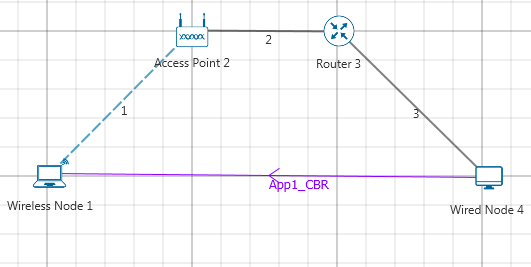 2
Access Point 2
Router 3
1
3
App1_CBR
Wireless Node 1
Wired Node 4